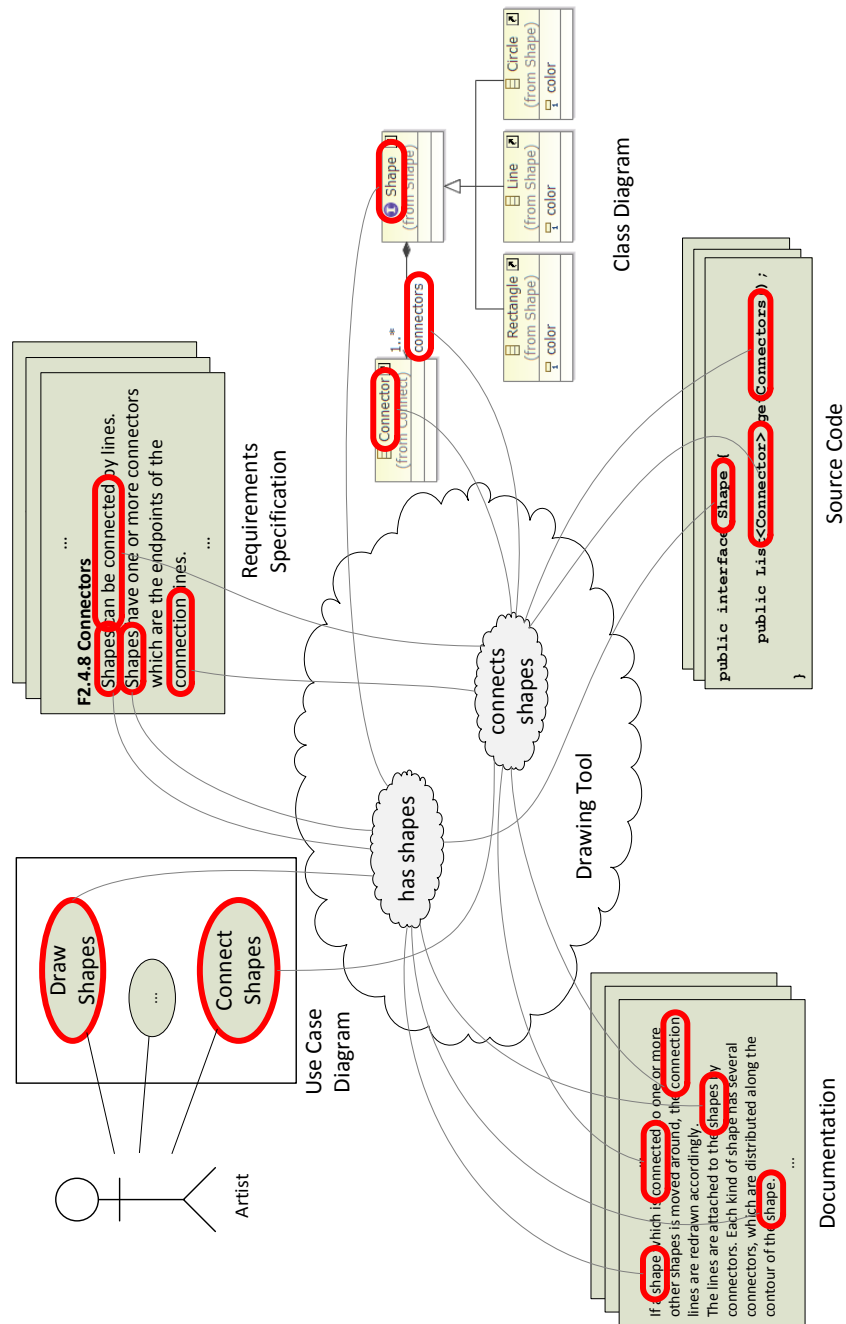 Artist
Draw
Shapes
...
Connect
Shapes
Use Case
Diagram
F2.4.8 Connectors
Shapes can be connected by lines.
Shapes have one or more connectors
which are the endpoints of the
connection lines.
...
...
Requirements
Specification
Connector
(from Connect)
1..*
connectors
Shape
(from Shape)
Rectangle
(from Shape)
color
Line
(from Shape)
color
Circle
(from Shape)
color
Class Diagram
has shapes
connects
shapes
Drawing Tool
...
If a shape which is connected to one or more
other shapes is moved around, the connection
lines are redrawn accordingly.
The lines are attached to the shapes by
connectors. Each kind of shape has several
connectors, which are distributed along the
contour of the shape.
...
Documentation
public interface Shape {
public List<Connector> getConnectors();
}
Source Code